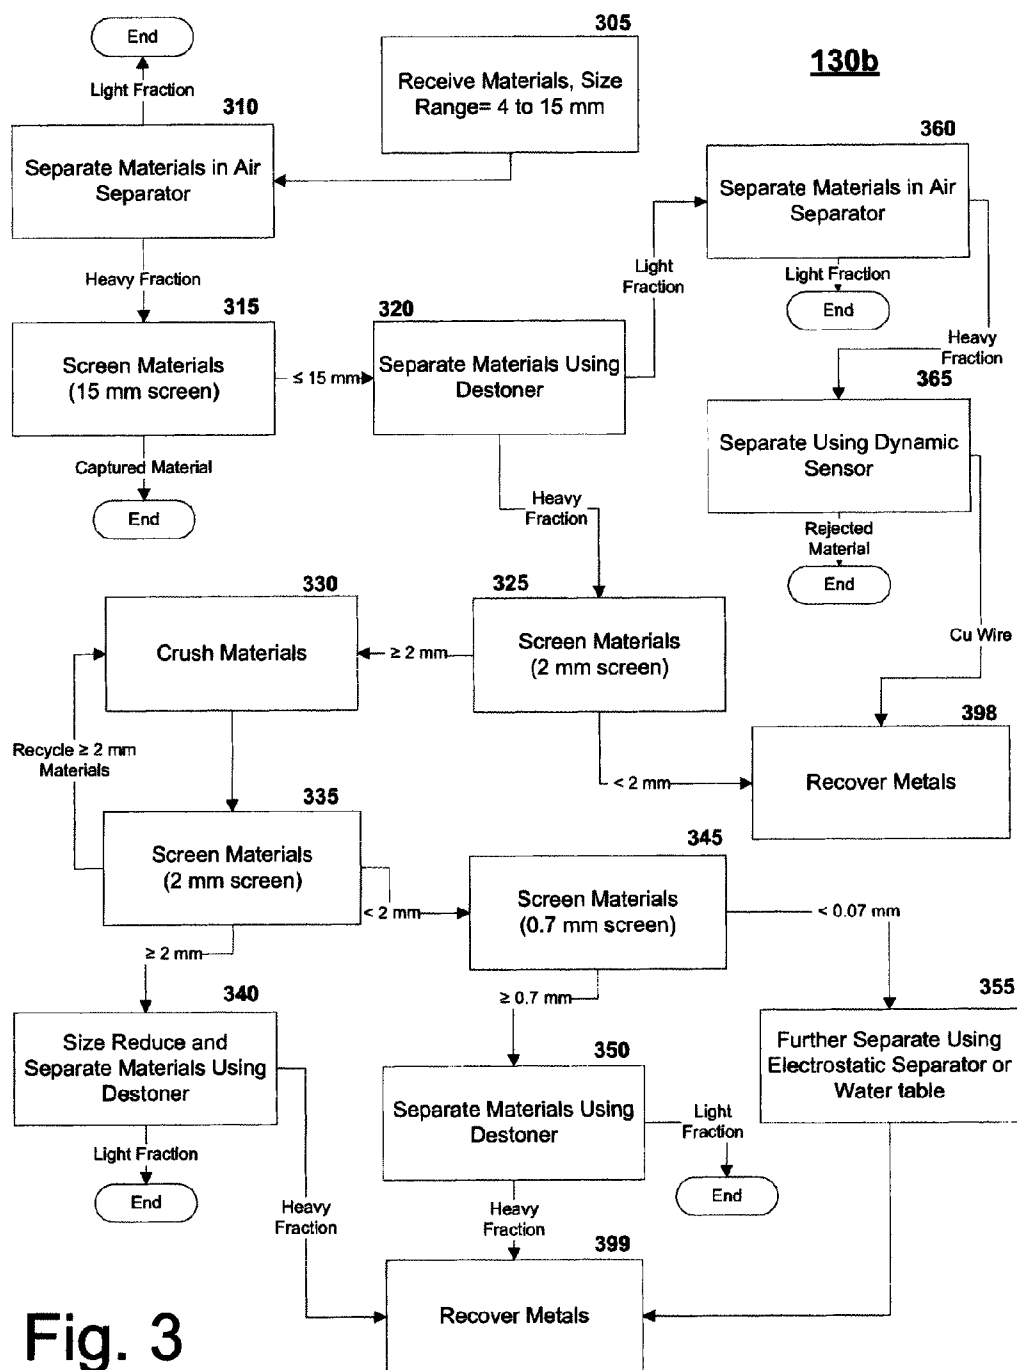 End
305
130b
Receive Materials, Size
Range= 4 to 15 mm
Light Fraction
310
Separate Materials in Air
Separator
360
Separate Materials in Air
Separator
Heavy Fraction
Light
Fraction
Light Fraction
End
315
Screen Materials
(15 mm screen)
≤ 15 mm
320
Separate Materials Using
Destoner
Heavy
Fraction
365
Separate Using Dynamic
Sensor
Captured Material
End
Heavy
Fraction
Rejected
Material
End
330
Crush Materials
≥ 2 mm
325
Screen Materials
(2 mm screen)
Cu Wire
398
Recover Metals
Recycle ≥ 2 mm
Materials
< 2 mm
335
Screen Materials
(2 mm screen)
< 2 mm
345
Screen Materials
(0.7 mm screen)
< 0.07 mm
≥ 2 mm
340
Size Reduce and
Separate Materials Using
Destoner
≥ 0.7 mm
350
Separate Materials Using
Destoner
355
Further Separate Using
Electrostatic Separator or
Water table
Light
Fraction
End
Light Fraction
End
Heavy
Fraction
Heavy
Fraction
399
Recover Metals
Fig. 3